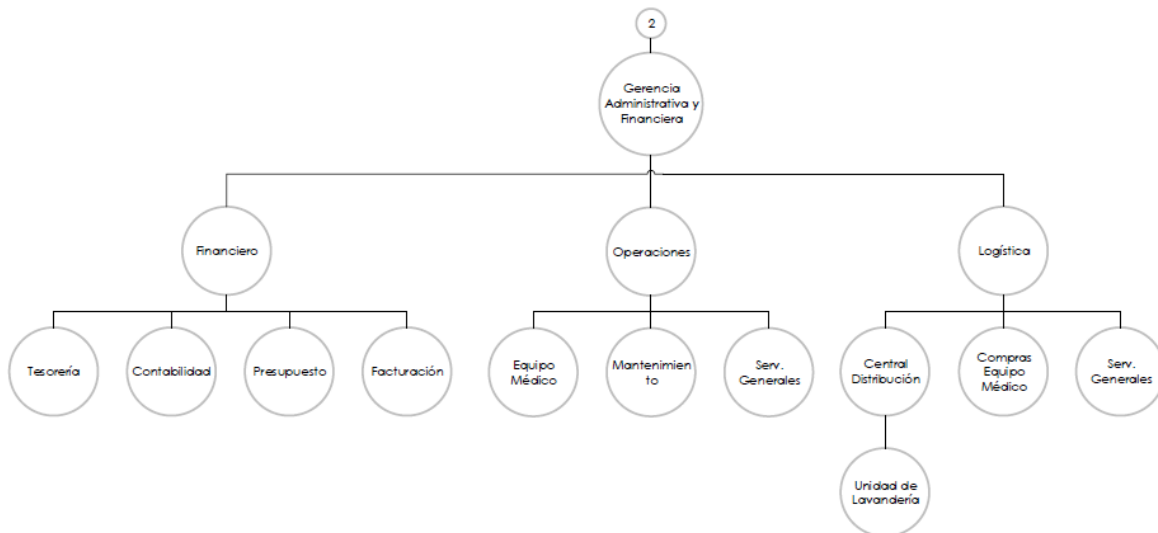 2
Gerencia
Administrativa y
Financiera
Financiero
Operaciones
Logística
Tesorería
Contabilidad
Presupuesto
Facturación
Equipo
Médico
Mantenimien
to
Serv.
Generales
Central
Distribución
Compras
Equipo
Médico
Serv.
Generales
Unidad de
Lavandería